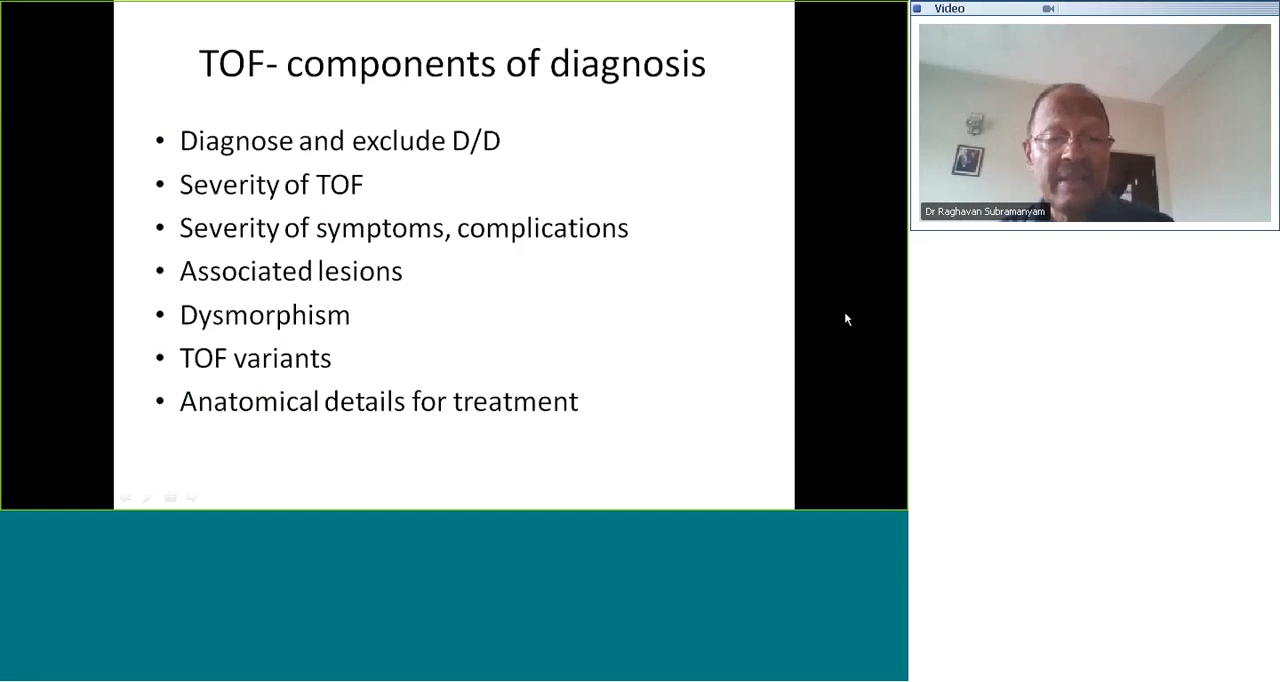 TOF- components of diagnosis
• Diagnose and exclude D/D
• Severity of TOF
• Severity of symptoms, complications
• Associated lesions
• Dysmorphism
• TOF variants
• Anatomical details for treatment
Video
Dr Raghavan Subramanyam